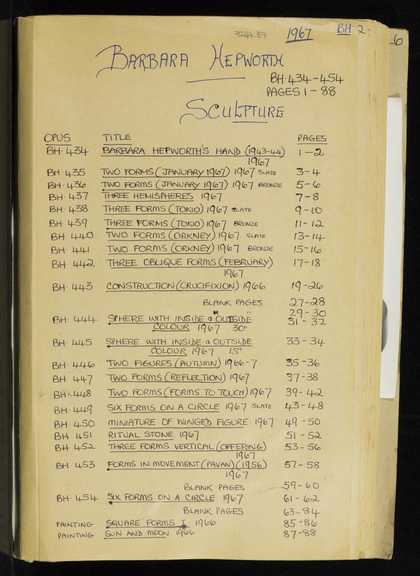 1967
BH 2-
6
BARBARA HEPWORTH
BH 434-454
PAGES 1-88
SCULPTURE
OPUS TITLE PAGES
BH 434 BARBARA HEPWORTH'S HAND (1943-44) 1-2
1967
BH 435 TWO FORMS (JANUARY 1967) 1967 SLATE 3-4
BH 436 TWO FORMS (JANUARY 1967) 1967 BRONZE 5-6
BH 437 THREE HEMISPHERES 1967 7-8
BH 438 THREE FORMS (TOKIO) 1967 SLATE 9-10
BH 439 THREE FORMS (TOKIO) 1967 BRONZE 11-12
BH 440 TWO FORMS (ORKNEY) 1967 SLATE 13-14
BH 441 TWO FORMS (ORKNEY) 1967 BRONZE 15-16
BH 442 THREE OBLIQUE FORMS (FEBRUARY) 17-18
1967
BH 443 CONSTRUCTION (CRUCIFIXION) 1966 19-26
BLANK PAGES 27-28
" 29-30
BH 444 SPHERE WITH INSIDE & OUTSIDE 31-32
COLOUR 1967 30"
BH 445 SPHERE WITH INSIDE & OUTSIDE 33-34
COLOUR 1967 15"
BH 446 TWO FIGURES (AUTUMN) 1966-7 35-36
BH 447 TWO FORMS (REFLECTION) 1967 37-38
BH 448 TWO FORMS (FORMS TO TOUCH) 1967 39-42
BH 449 SIX FORMS ON A CIRCLE 1967 SLATE 43-48
BH 450 MINIATURE OF WINGED FIGURE 1967 49-50
BH 451 RITUAL STONE 1967 51-52
BH 452 THREE FORMS VERTICAL (OFFERING) 53-56
1967
BH 453 FORMS IN MOVEMENT (PAVAN) (1956) 57-58
1967
BLANK PAGES 59-60
BH 454 SIX FORMS ON A CIRCLE 1967 61-62
BLANK PAGES 63-84
PAINTING SQUARE FORMS I 1966 85-86
PAINTING SUN AND MOON 1966 87-88